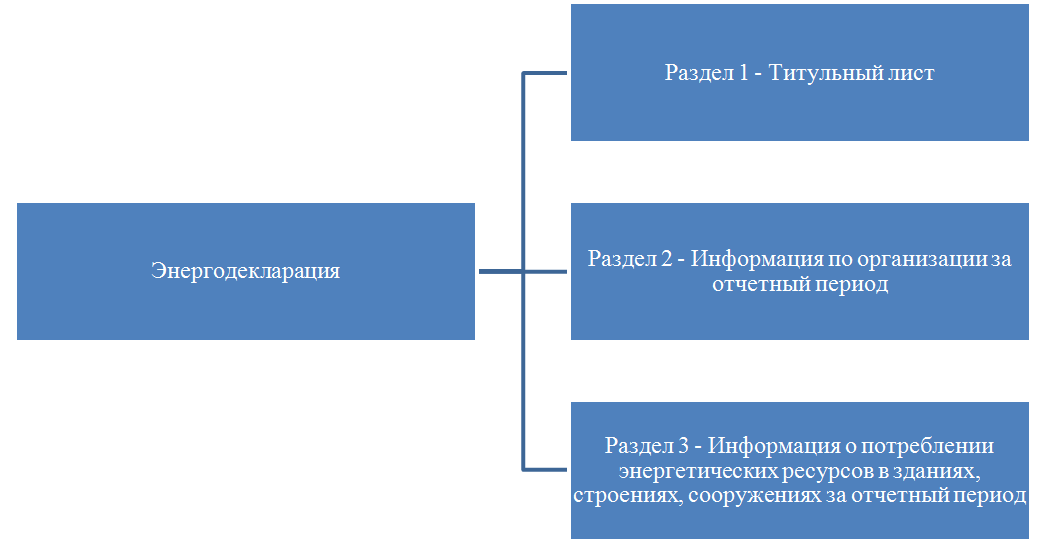 Раздел 1 - Титульный лист
Энергодекларация
Раздел 2 - Информация по организации за
отчетный период
Раздел 3 - Информация о потреблении
энергетических ресурсов в зданиях,
строениях, сооружениях за отчетный период